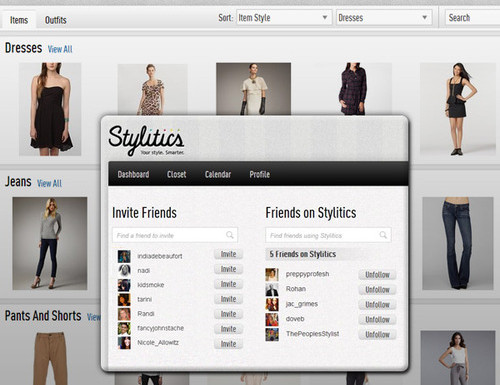 Items Outfits Sort: Item Style Dresses Search
Dresses View All
Stylitics
Your style. Smarter.
Dashboard Closet Calendar Profile
Invite Friends
Find a friend to invite
indiadebeaufort Invite
nadi Invite
kidsmoke Invite
tarini Invite
Randi Invite
fancyjohnstache Invite
Nicole_Allowitz Invite
Friends on Stylitics
Find friends using Stylitics
5 Friends on Stylitics
preppyprofesh Unfollow
Rohan Unfollow
jac_grimes Unfollow
doveb Unfollow
ThePeoplesStylist Unfollow
Jeans View All
Pants And Shorts View